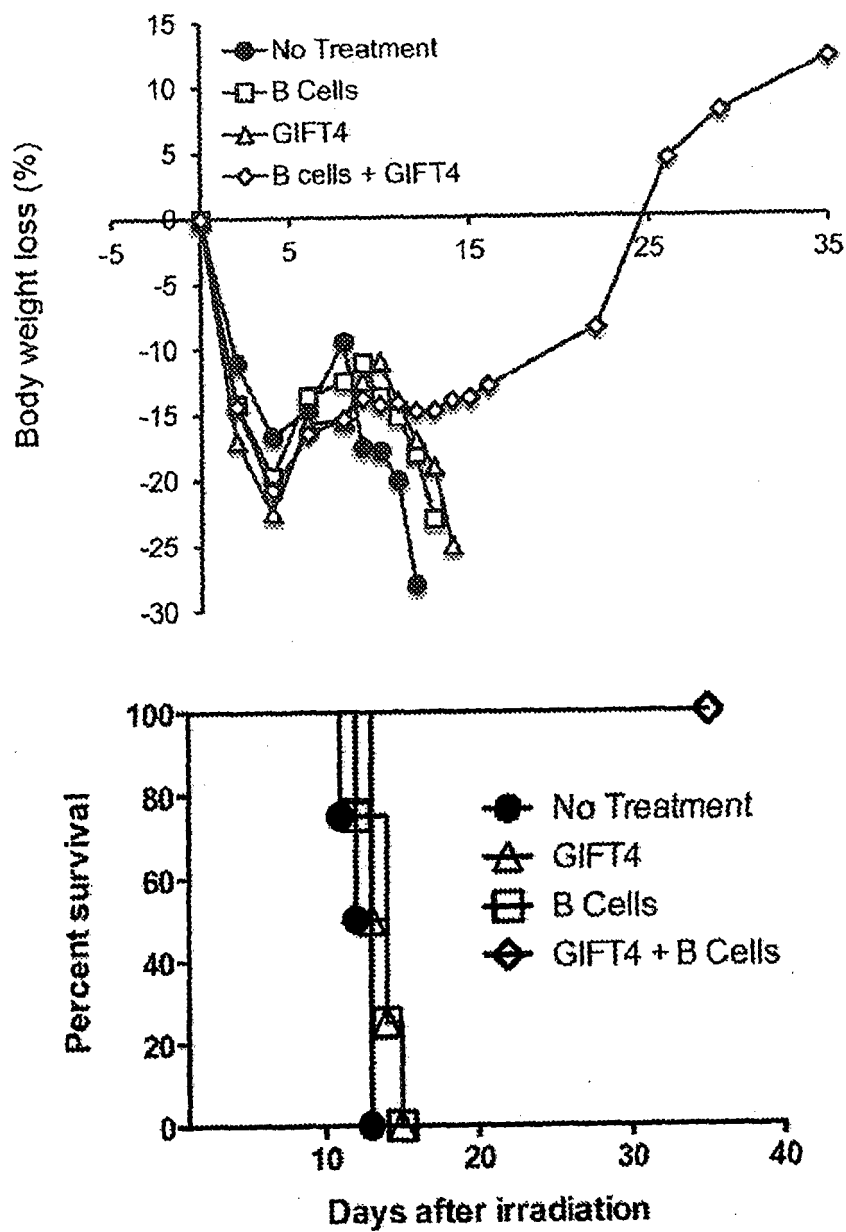 15
10
5
0
-5
-10
-15
-20
-25
-30
-5
5
15
25
35
Body weight loss (%)
No Treatment
B Cells
GIFT4
B cells + GIFT4
100
80
60
40
20
0
10
20
30
40
Percent survival
No Treatment
GIFT4
B Cells
GIFT4 + B Cells
Days after irradiation